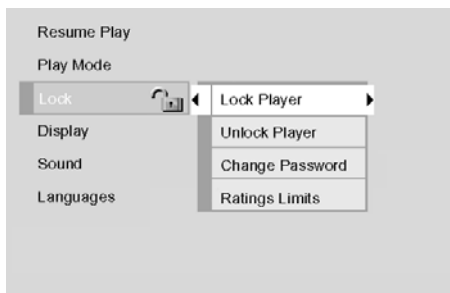 Resume Play
Play Mode
Lock
Lock Player
Display
Unlock Player
Sound
Change Password
Languages
Ratings Limits